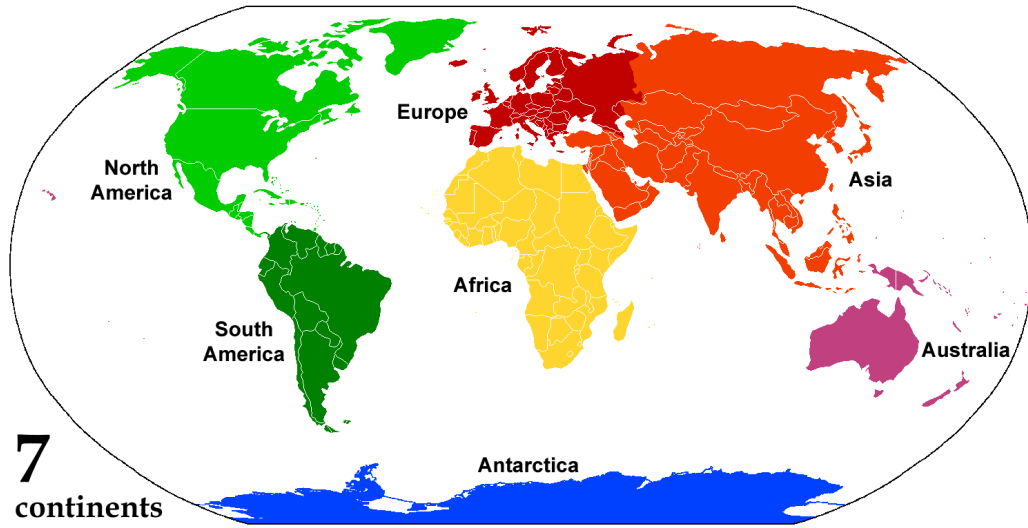 Europe
North
America
Asia
Africa
South
America
Australia
Antarctica
7
continents